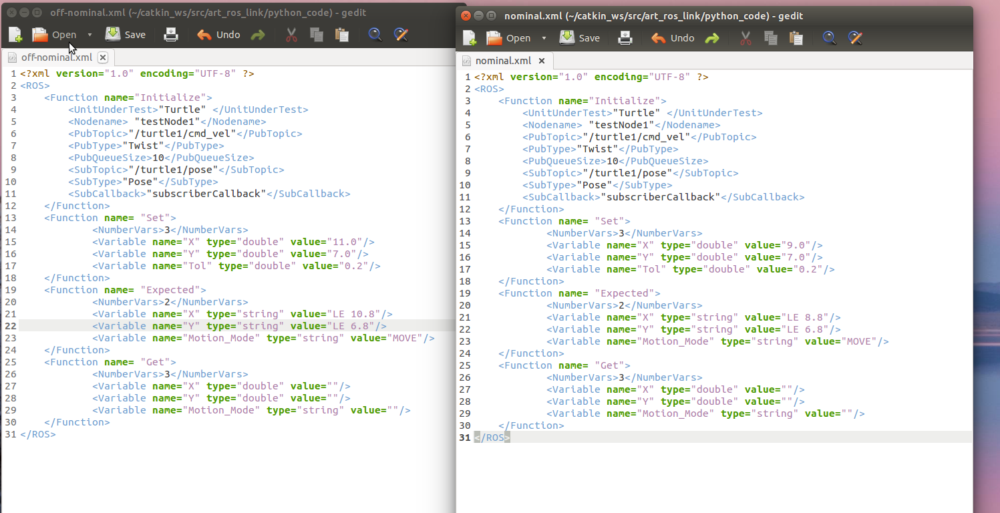 off-nominal.xml (~/catkin_ws/src/art_ros_link/python_code) - gedit
Open Save Undo
off-nominal.xml
1 <?xml version="1.0" encoding="UTF-8" ?>
2 <ROS>
3 <Function name="Initialize">
4 <UnitUnderTest>"Turtle" </UnitUnderTest>
5 <Nodename> "testNode1"</Nodename>
6 <PubTopic>"/turtle1/cmd_vel"</PubTopic>
7 <PubType>"Twist"</PubType>
8 <PubQueueSize>10</PubQueueSize>
9 <SubTopic>"/turtle1/pose"</SubTopic>
10 <SubType>"Pose"</SubType>
11 <SubCallback>"subscriberCallback"</SubCallback>
12 </Function>
13 <Function name= "Set">
14 <NumberVars>3</NumberVars>
15 <Variable name="X" type="double" value="11.0"/>
16 <Variable name="Y" type="double" value="7.0"/>
17 <Variable name="Tol" type="double" value="0.2"/>
18 </Function>
19 <Function name= "Expected">
20 <NumberVars>2</NumberVars>
21 <Variable name="X" type="string" value="LE 10.8"/>
22 <Variable name="Y" type="string" value="LE 6.8"/>
23 <Variable name="Motion_Mode" type="string" value="MOVE"/>
24 </Function>
25 <Function name= "Get">
26 <NumberVars>3</NumberVars>
27 <Variable name="X" type="double" value=""/>
28 <Variable name="Y" type="double" value=""/>
29 <Variable name="Motion_Mode" type="string" value=""/>
30 </Function>
31 </ROS>
nominal.xml (~/catkin_ws/src/art_ros_link/python_code) - gedit
Open Save Undo
nominal.xml
1 <?xml version="1.0" encoding="UTF-8" ?>
2 <ROS>
3 <Function name="Initialize">
4 <UnitUnderTest>"Turtle" </UnitUnderTest>
5 <Nodename> "testNode1"</Nodename>
6 <PubTopic>"/turtle1/cmd_vel"</PubTopic>
7 <PubType>"Twist"</PubType>
8 <PubQueueSize>10</PubQueueSize>
9 <SubTopic>"/turtle1/pose"</SubTopic>
10 <SubType>"Pose"</SubType>
11 <SubCallback>"subscriberCallback"</SubCallback>
12 </Function>
13 <Function name= "Set">
14 <NumberVars>3</NumberVars>
15 <Variable name="X" type="double" value="9.0"/>
16 <Variable name="Y" type="double" value="7.0"/>
17 <Variable name="Tol" type="double" value="0.2"/>
18 </Function>
19 <Function name= "Expected">
20 <NumberVars>2</NumberVars>
21 <Variable name="X" type="string" value="LE 8.8"/>
22 <Variable name="Y" type="string" value="LE 6.8"/>
23 <Variable name="Motion_Mode" type="string" value="MOVE"/>
24 </Function>
25 <Function name= "Get">
26 <NumberVars>3</NumberVars>
27 <Variable name="X" type="double" value=""/>
28 <Variable name="Y" type="double" value=""/>
29 <Variable name="Motion_Mode" type="string" value=""/>
30 </Function>
31 </ROS>